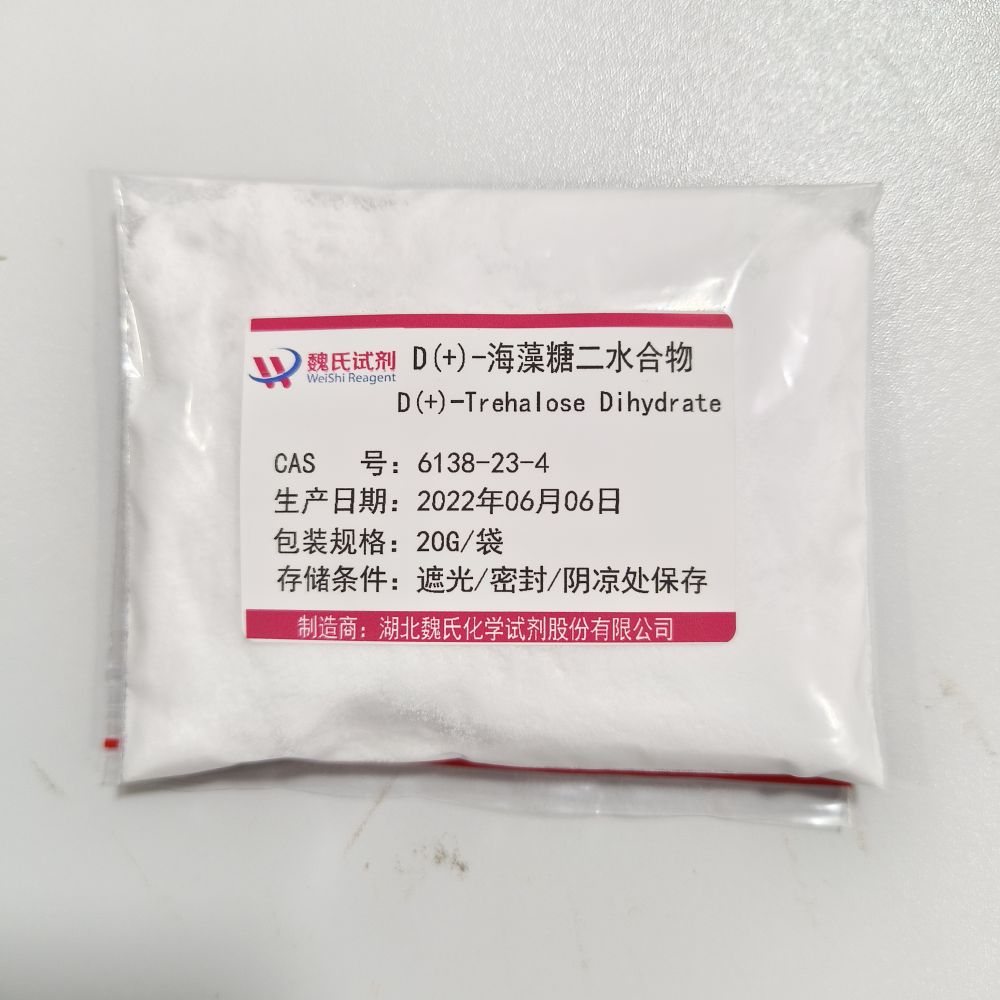 魏氏试剂
WeiShi Reagent
D(+)-海藻糖二水合物
D(+)-Trehalose Dihydrate
CAS 号：6138-23-4
生产日期：2022年06月06日
包装规格：20G/袋
存储条件：遮光/密封/阴凉处保存
制造商：湖北魏氏化学试剂股份有限公司